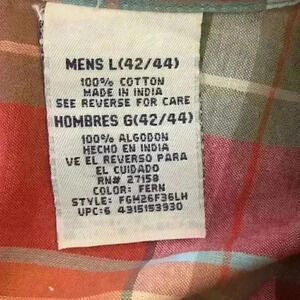 MENS L(42/44)
100% COTTON
MADE IN INDIA
SEE REVERSE FOR CARE
HOMBRES G(42/44)
100% ALGODON
HECHO EN INDIA
VE EL REVERSO PARA
EL CUIDADO
RN# 27158
COLOR: FERN
STYLE: FGM26F36LH
UPC:6 4315153930